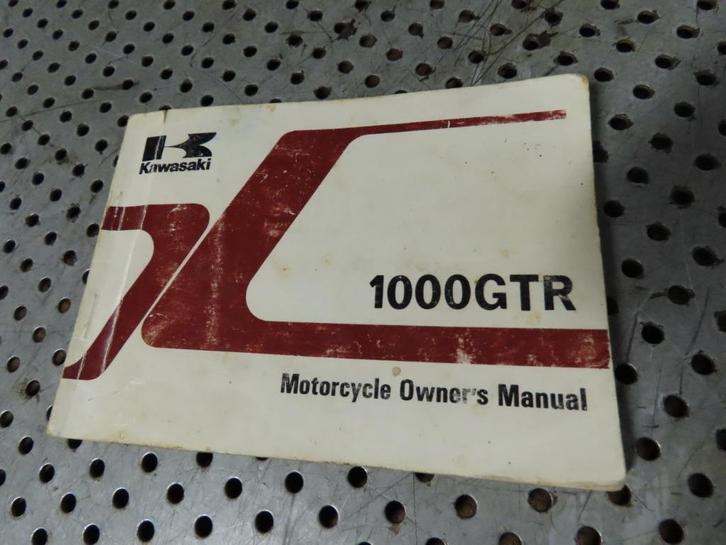 Kawasaki
1000GTR
Motorcycle Owner's Manual